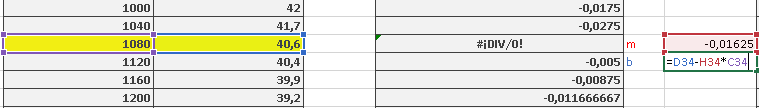 1000 42 -0,0175
1040 41,7 -0,0275
1080 40,6 #¡DIV/0! m -0,01625
1120 40,4 -0,005 b =D34-H34*C34
1160 39,9 -0,00875
1200 39,2 -0,011666667